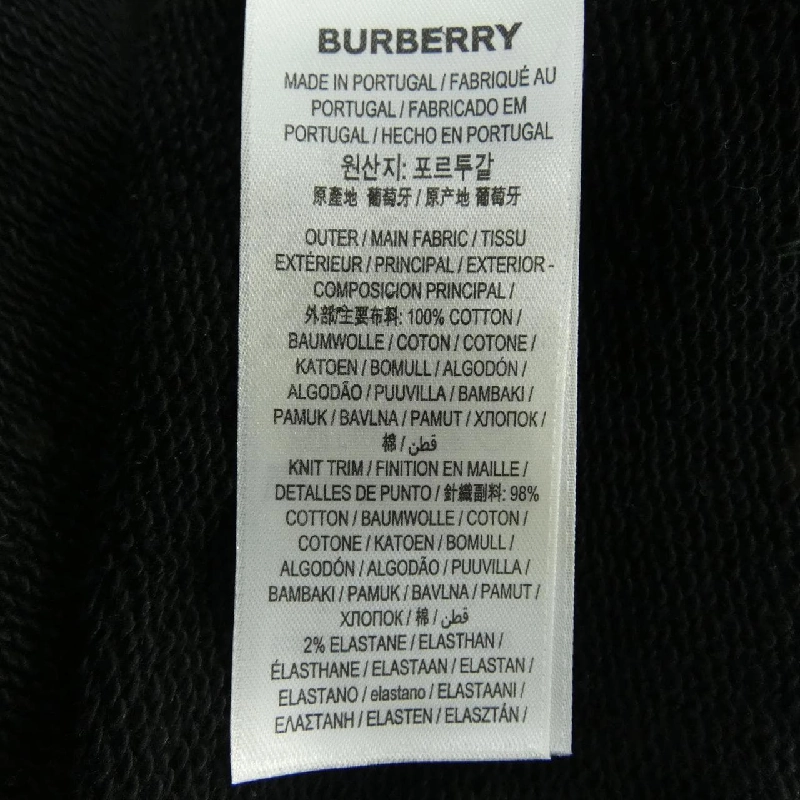 BURBERRY
MADE IN PORTUGAL / FABRIQUÉ AU
PORTUGAL / FABRICADO EM
PORTUGAL / HECHO EN PORTUGAL
원산지: 포르투갈
原產地 葡萄牙 / 原产地 葡萄牙
OUTER / MAIN FABRIC / TISSU
EXTÉRIEUR / PRINCIPAL / EXTERIOR -
COMPOSICION PRINCIPAL /
外部/主要布料: 100% COTTON /
BAUMWOLLE / COTON / COTONE /
KATOEN / BOMULL / ALGODÓN /
ALGODÃO / PUUVILLA / BAMBAKI /
PAMUK / BAVLNA / PAMUT / ХЛОПОК /
棉 / قطن
KNIT TRIM / FINITION EN MAILLE /
DETALLES DE PUNTO / 針織副料: 98%
COTTON / BAUMWOLLE / COTON /
COTONE / KATOEN / BOMULL /
ALGODÓN / ALGODÃO / PUUVILLA /
BAMBAKI / PAMUK / BAVLNA / PAMUT /
ХЛОПОК / 棉 / قطن
2% ELASTANE / ELASTHAN /
ÉLASTHANE / ELASTAAN / ELASTAN /
ELASTANO / elastano / ELASTAANI /
ΕΛΑΣΤΑΝΗ / ELASTEN / ELASZTÁN /